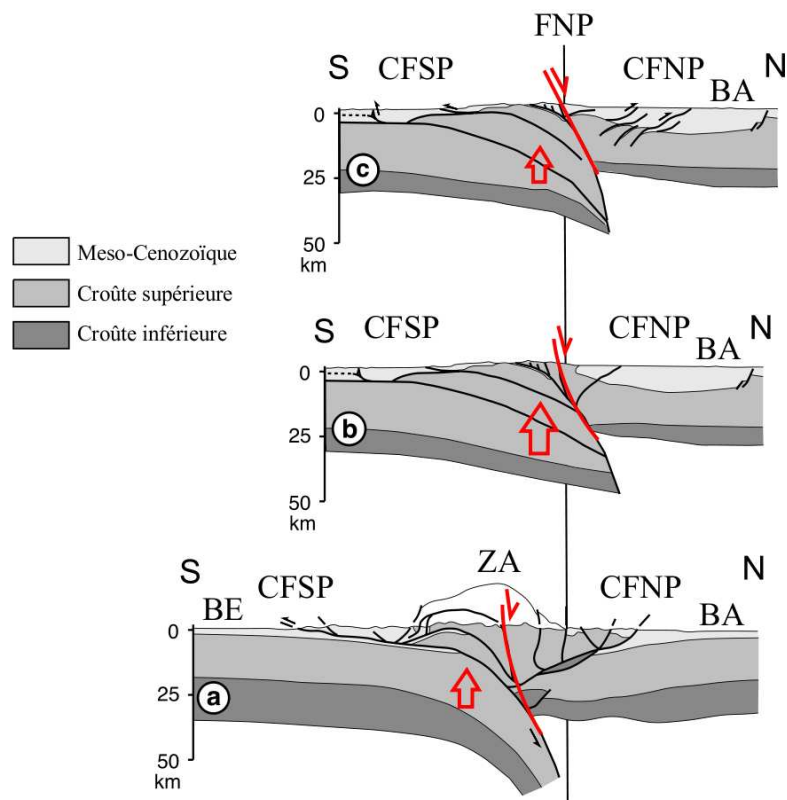 FNP
S CFSP CFNP N
BA
0
25
50
km
c
Meso-Cenozoïque
Croûte supérieure
Croûte inférieure
S CFSP CFNP N
BA
0
25
50
km
b
S ZA N
CFSP CFNP
BE BA
0
25
50
km
a